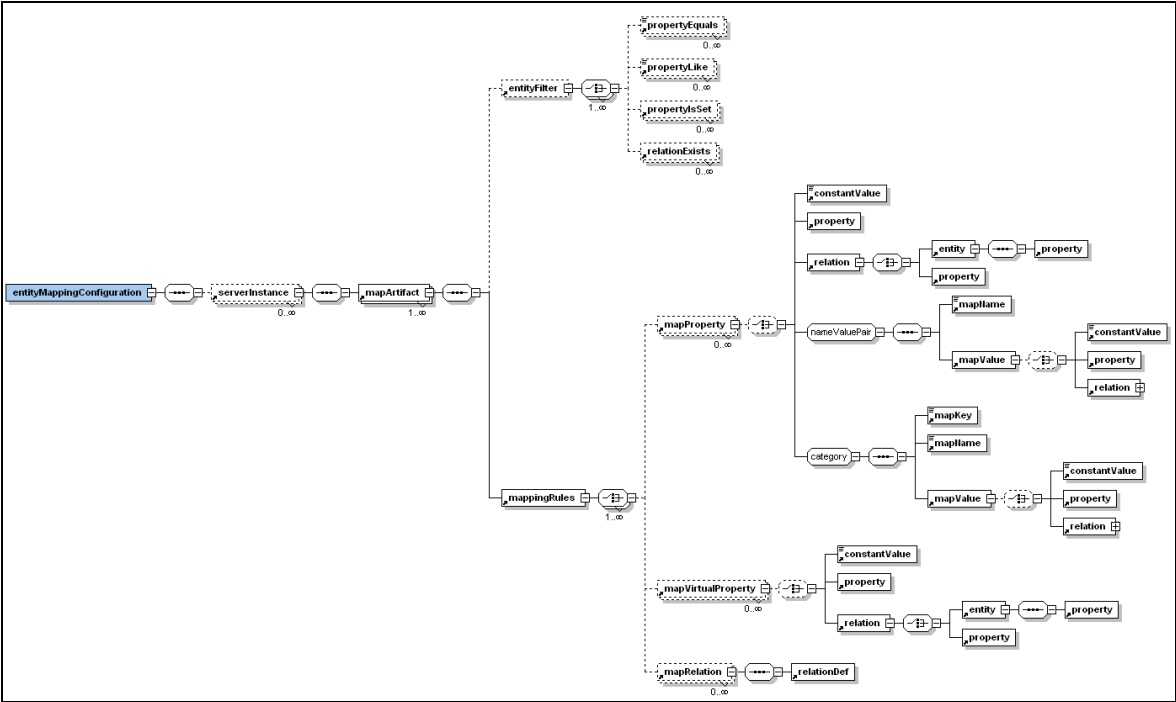 propertyEquals
0..∞
propertyLike
0..∞
entityFilter
1..∞
propertyIsSet
0..∞
relationExists
0..∞
constantValue
property
relation
entity
property
property
entityMappingConfiguration
serverInstance
0..∞
mapArtifact
1..∞
mapProperty
0..∞
nameValuePair
mapName
mapValue
constantValue
property
relation
category
mapKey
mapName
mapValue
constantValue
property
relation
mappingRules
1..∞
mapVirtualProperty
0..∞
constantValue
property
relation
entity
property
property
mapRelation
0..∞
relationDef